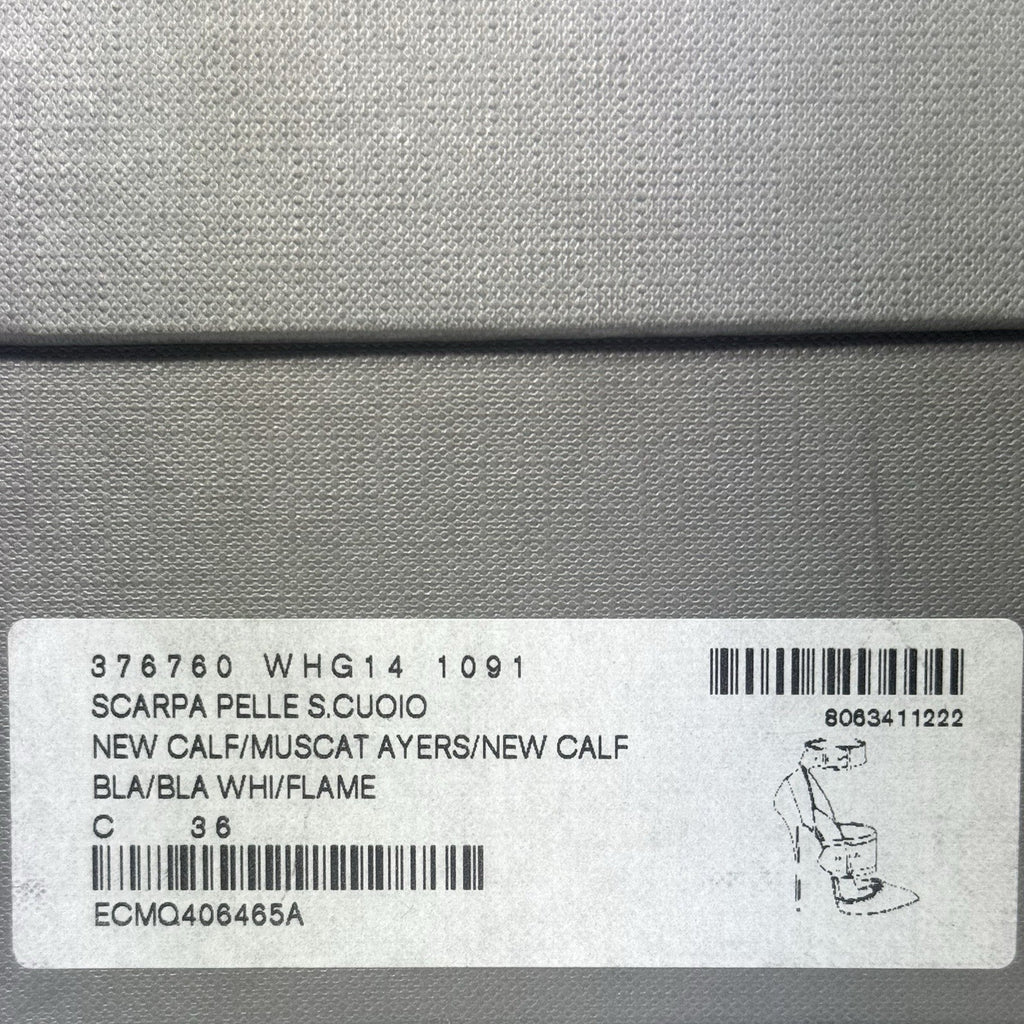 376760 WHG14 1091
8063411222
SCARPA PELLE S.CUOIO
NEW CALF/MUSCAT AYERS/NEW CALF
BLA/BLA WHI/FLAME
C 36
ECMQ406465A